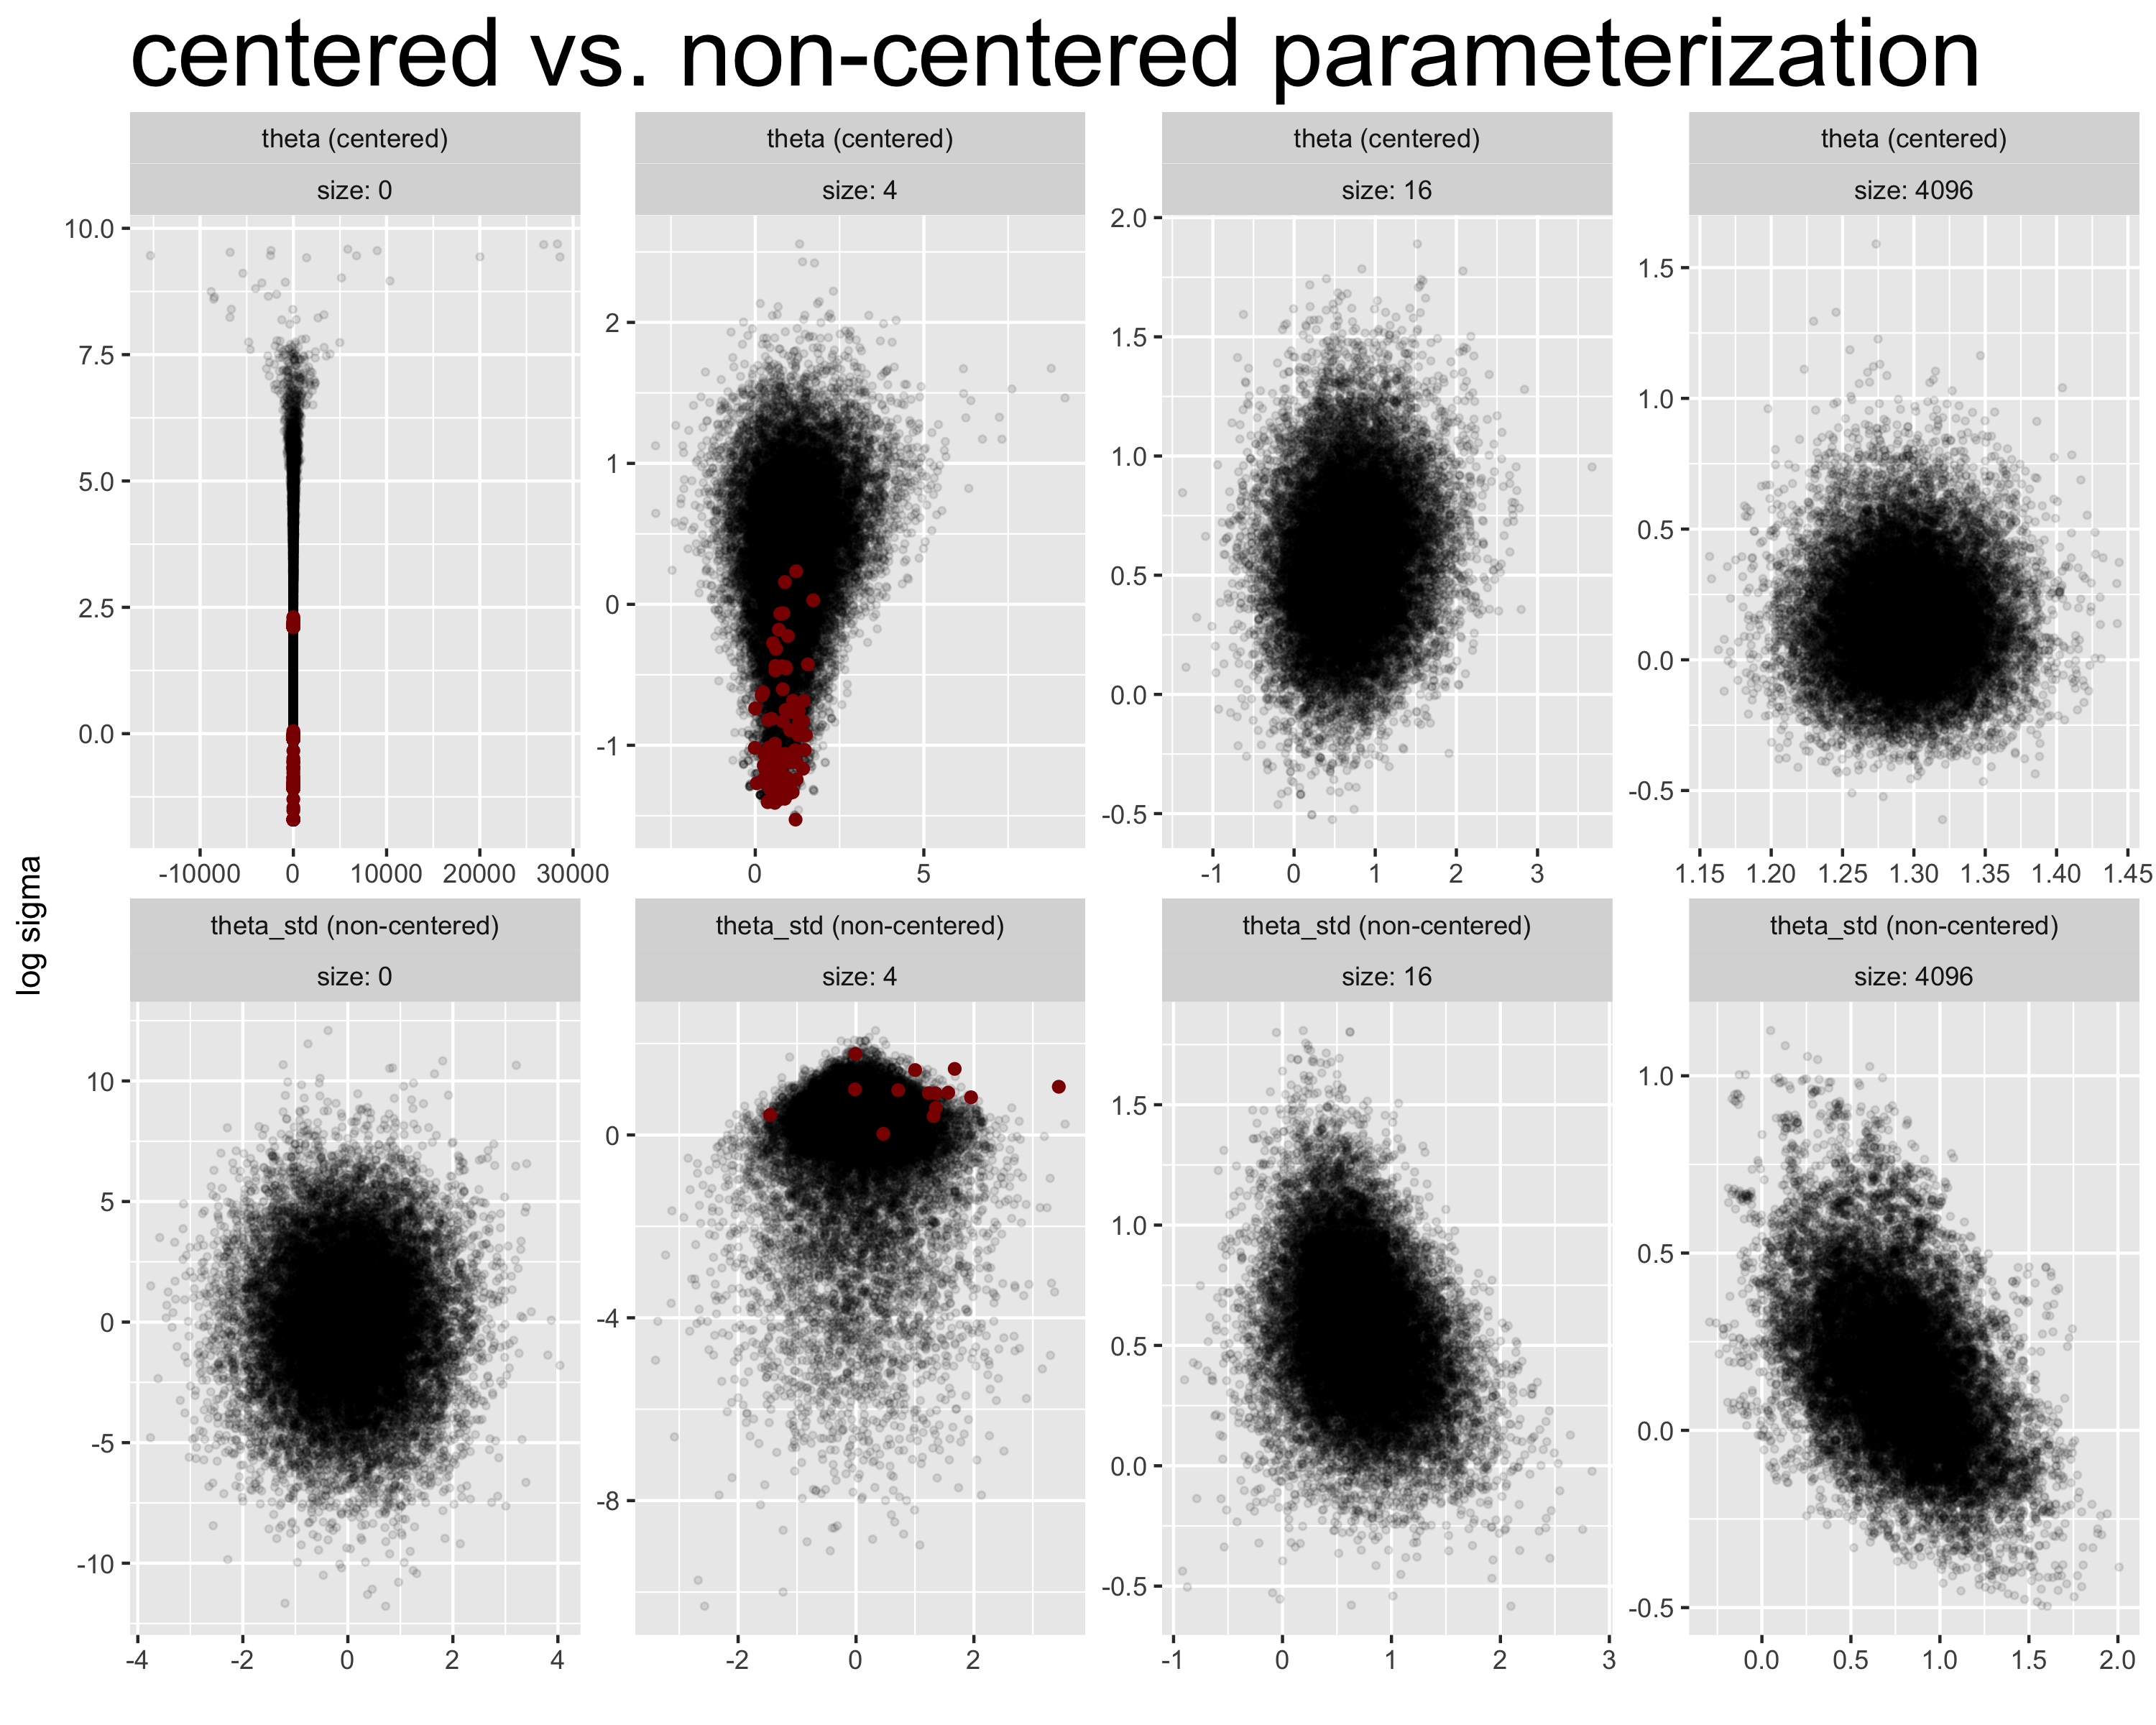 centered vs. non-centered parameterization
theta (centered)
size: 0
theta (centered)
size: 4
theta (centered)
size: 16
theta (centered)
size: 4096
10.0
7.5
5.0
2.5
0.0
-10000 0 10000 20000 30000
2
1
0
-1
0 5
2.0
1.5
1.0
0.5
0.0
-0.5
-1 0 1 2 3
1.5
1.0
0.5
0.0
-0.5
1.15 1.20 1.25 1.30 1.35 1.40 1.45
log sigma
theta_std (non-centered)
size: 0
theta_std (non-centered)
size: 4
theta_std (non-centered)
size: 16
theta_std (non-centered)
size: 4096
10
5
0
-5
-10
-4 -2 0 2 4
0
-4
-8
-2 0 2
1.5
1.0
0.5
0.0
-0.5
-1 0 1 2 3
1.0
0.5
0.0
-0.5
0.0 0.5 1.0 1.5 2.0